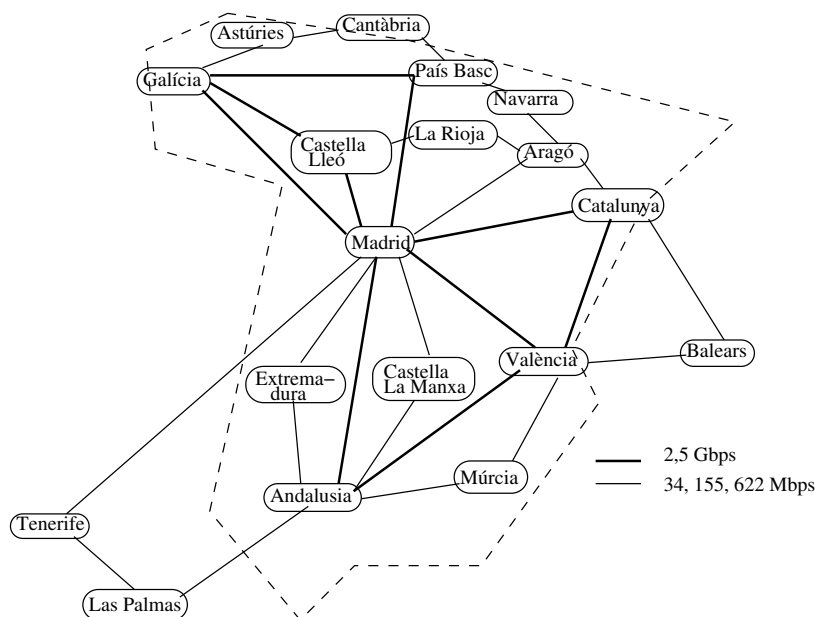 Cantàbria
Astúries
País Basc
Galícia
Navarra
La Rioja
Castella
Lleó
Aragó
Catalunya
Madrid
Balears
València
Extrema-
dura
Castella
La Manxa
2,5 Gbps
Múrcia
34, 155, 622 Mbps
Andalusia
Tenerife
Las Palmas